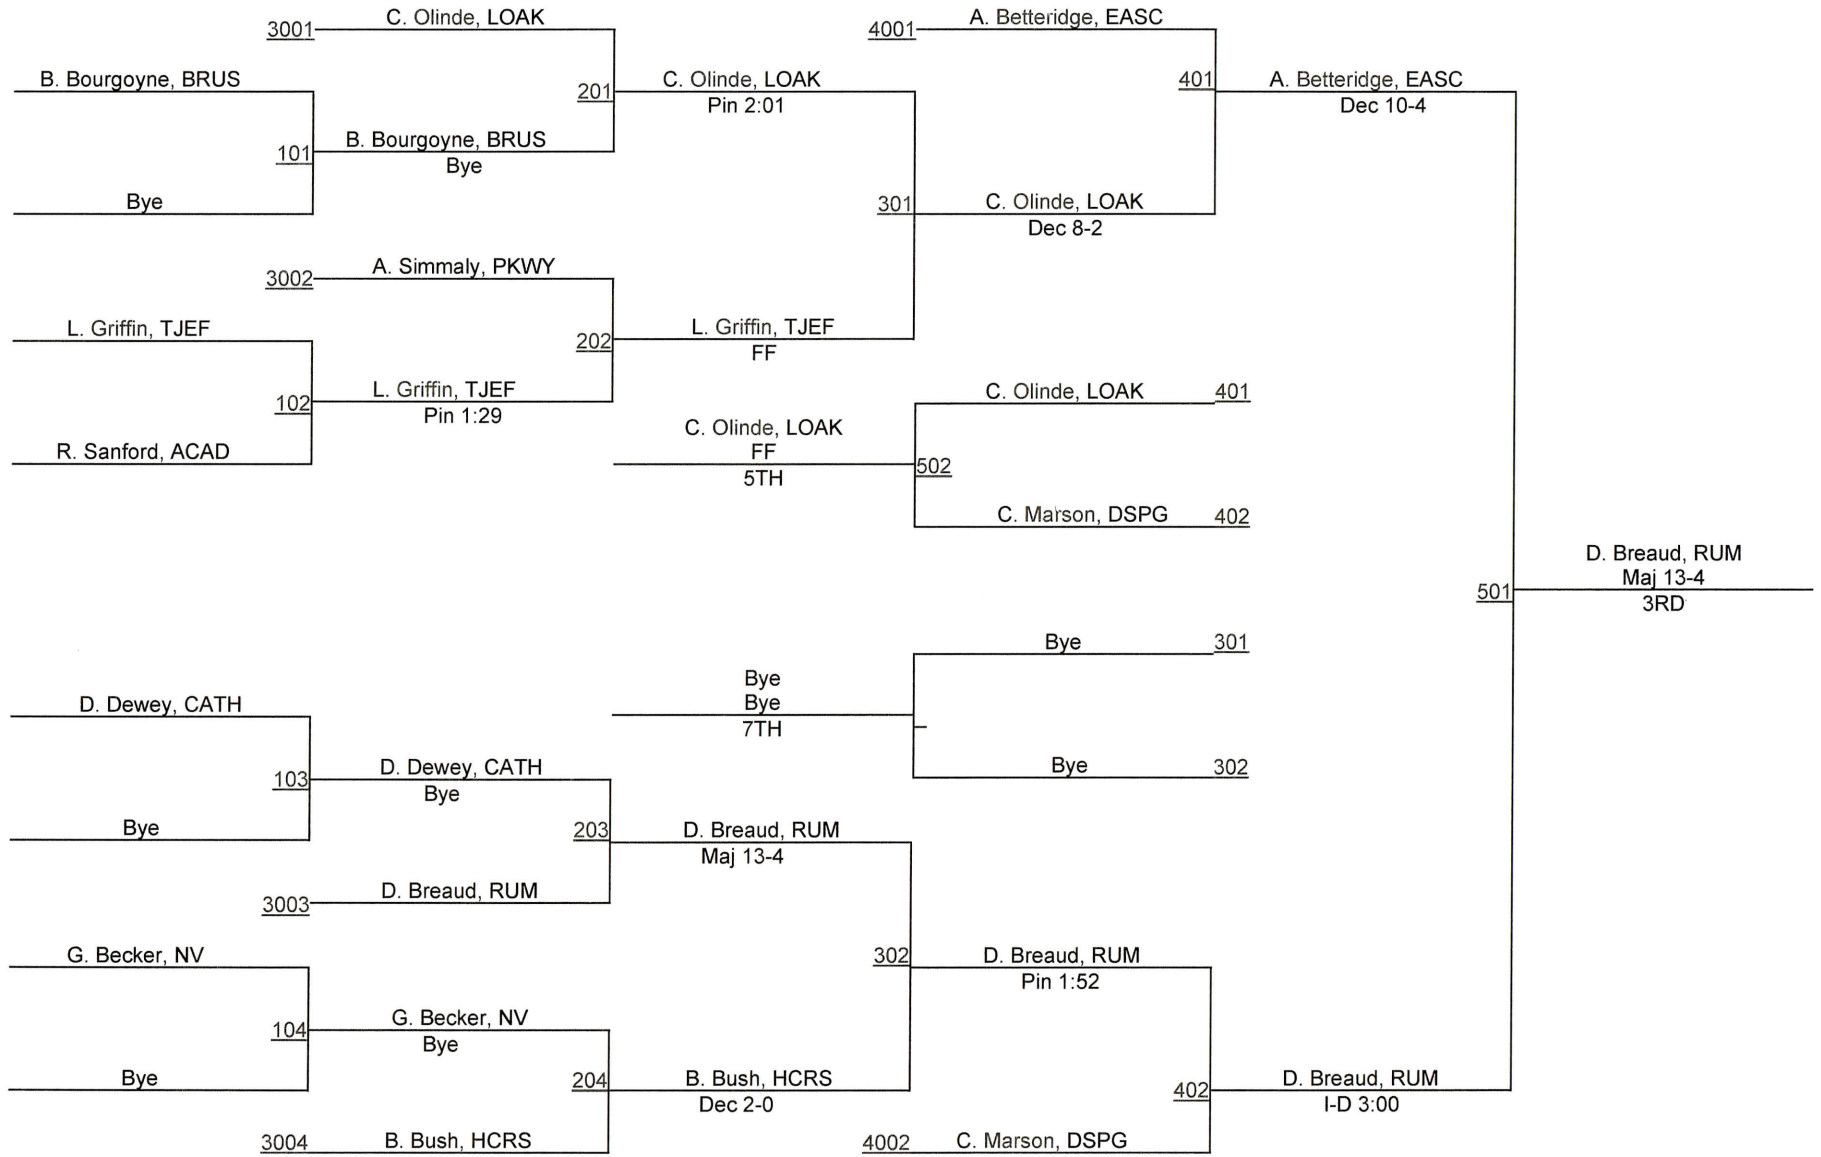 C. Olinde, LOAK
3001
B. Bourgoyne, BRUS
B. Bourgoyne, BRUS
101
Bye
Bye
201
C. Olinde, LOAK
Pin 2:01
A. Simmaly, PKWY
3002
L. Griffin, TJEF
L. Griffin, TJEF
102
Pin 1:29
R. Sanford, ACAD
202
L. Griffin, TJEF
FF
301
C. Olinde, LOAK
Dec 8-2
A. Betteridge, EASC
4001
401
A. Betteridge, EASC
Dec 10-4
C. Olinde, LOAK
401
C. Olinde, LOAK
FF
5TH
502
C. Marson, DSPG
402
D. Breaud, RUM
Maj 13-4
3RD
501
Bye
301
Bye
Bye
7TH
Bye
302
D. Dewey, CATH
D. Dewey, CATH
103
Bye
Bye
203
D. Breaud, RUM
Maj 13-4
D. Breaud, RUM
3003
G. Becker, NV
G. Becker, NV
104
Bye
Bye
204
B. Bush, HCRS
Dec 2-0
3004
B. Bush, HCRS
302
D. Breaud, RUM
Pin 1:52
4002
C. Marson, DSPG
402
D. Breaud, RUM
I-D 3:00